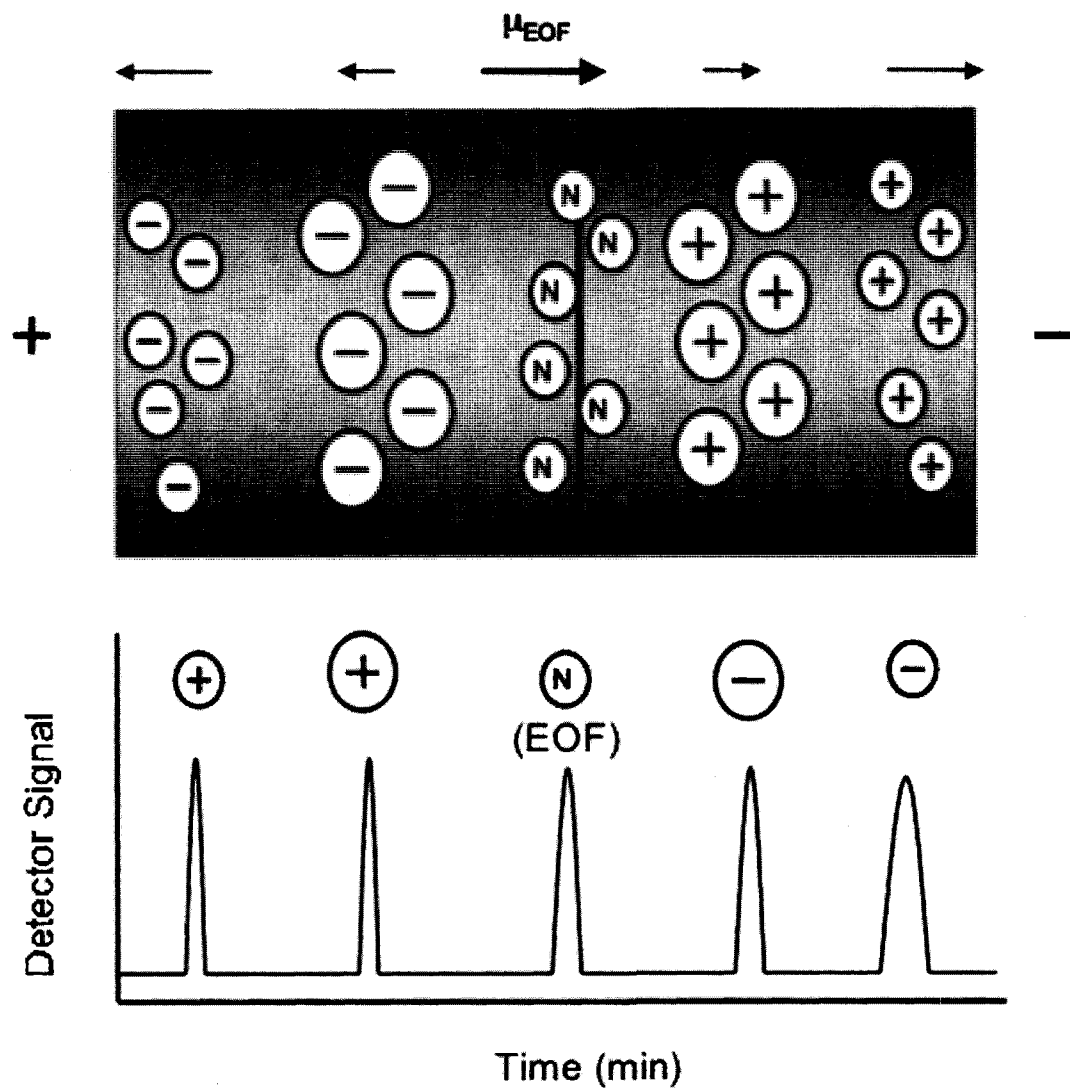 μEOF
− − N + +
− − N + +
+ − − N + + −
− − N + +
− − N + +
− − N + +
+ + N − −
(EOF)
Detector Signal
Time (min)